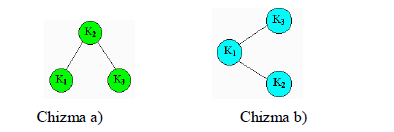 K₂
K₁ K₃
K₃
K₁
K₂
Chizma a) Chizma b)